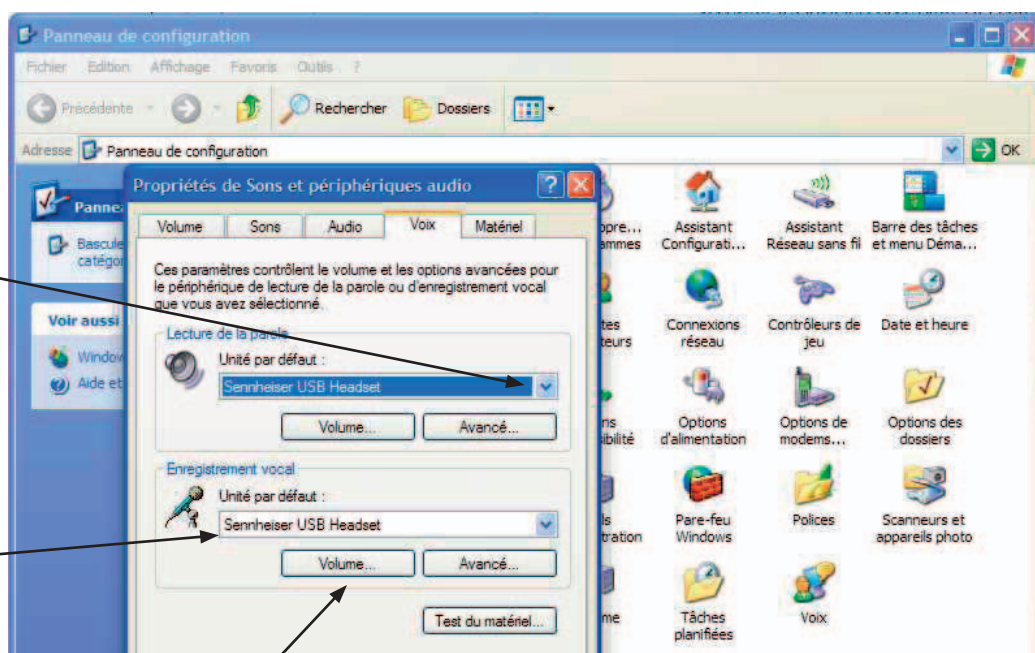 Panneau de configuration
Fichier Edition Affichage Favoris Outils ?
Précédente Rechercher Dossiers
Adresse Panneau de configuration OK
Propriétés de Sons et périphériques audio
Volume Sons Audio Voix Matériel
Ces paramètres contrôlent le volume et les options avancées pour
le périphérique de lecture de la parole ou d'enregistrement vocal
que vous avez sélectionné.
Lecture de la parole
Unité par défaut :
Sennheiser USB Headset
Volume... Avancé...
Enregistrement vocal
Unité par défaut :
Sennheiser USB Headset
Volume... Avancé...
Test du matériel...
Panne
Bascule
catégo
Voir aussi
Window
Aide et
Assistant
Configurati...
Assistant
Réseau sans fil
Barre des tâches
et menu Déma...
Connexions
réseau
Contrôleurs de
jeu
Date et heure
Options
d'alimentation
Options de
modems...
Options des
dossiers
Pare-feu
Windows
Polices
Scanneurs et
appareils photo
Tâches
planifiées
Voix